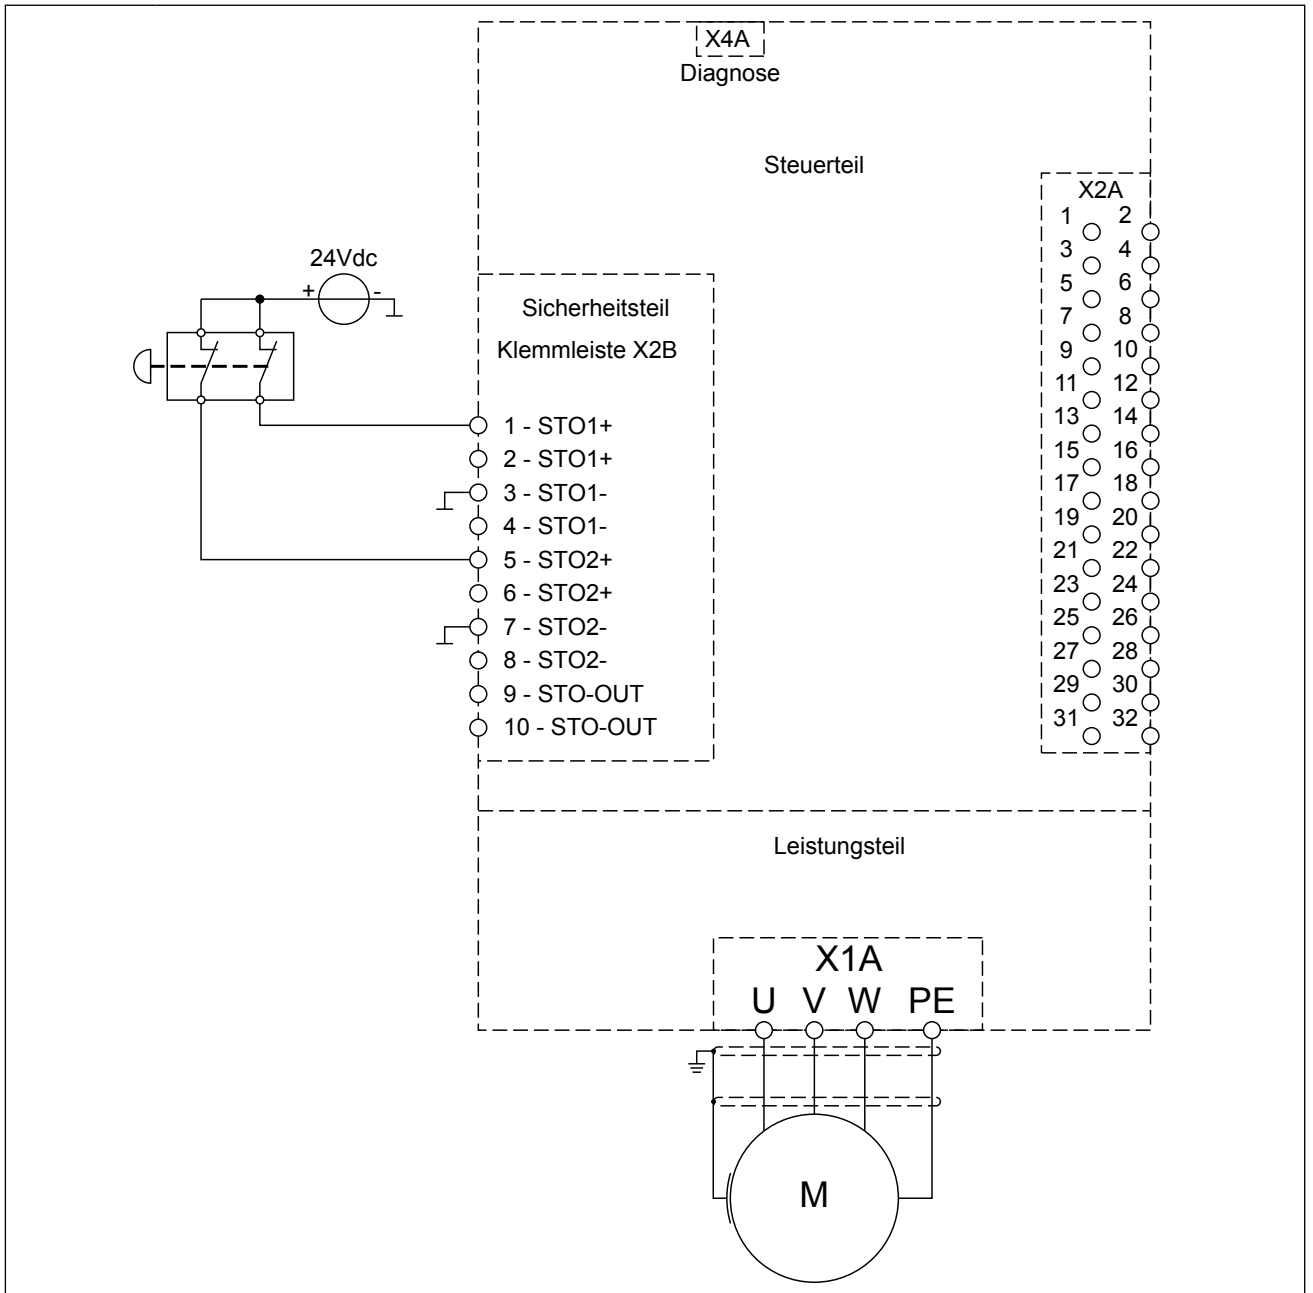 X4A
Diagnose
Steuerteil
X2A
1 2
3 4
5 6
7 8
9 10
11 12
13 14
15 16
17 18
19 20
21 22
23 24
25 26
27 28
29 30
31 32
24Vdc
+ -
Sicherheitsteil
Klemmleiste X2B
1 - STO1+
2 - STO1+
3 - STO1-
4 - STO1-
5 - STO2+
6 - STO2+
7 - STO2-
8 - STO2-
9 - STO-OUT
10 - STO-OUT
Leistungsteil
X1A
U V W PE
M